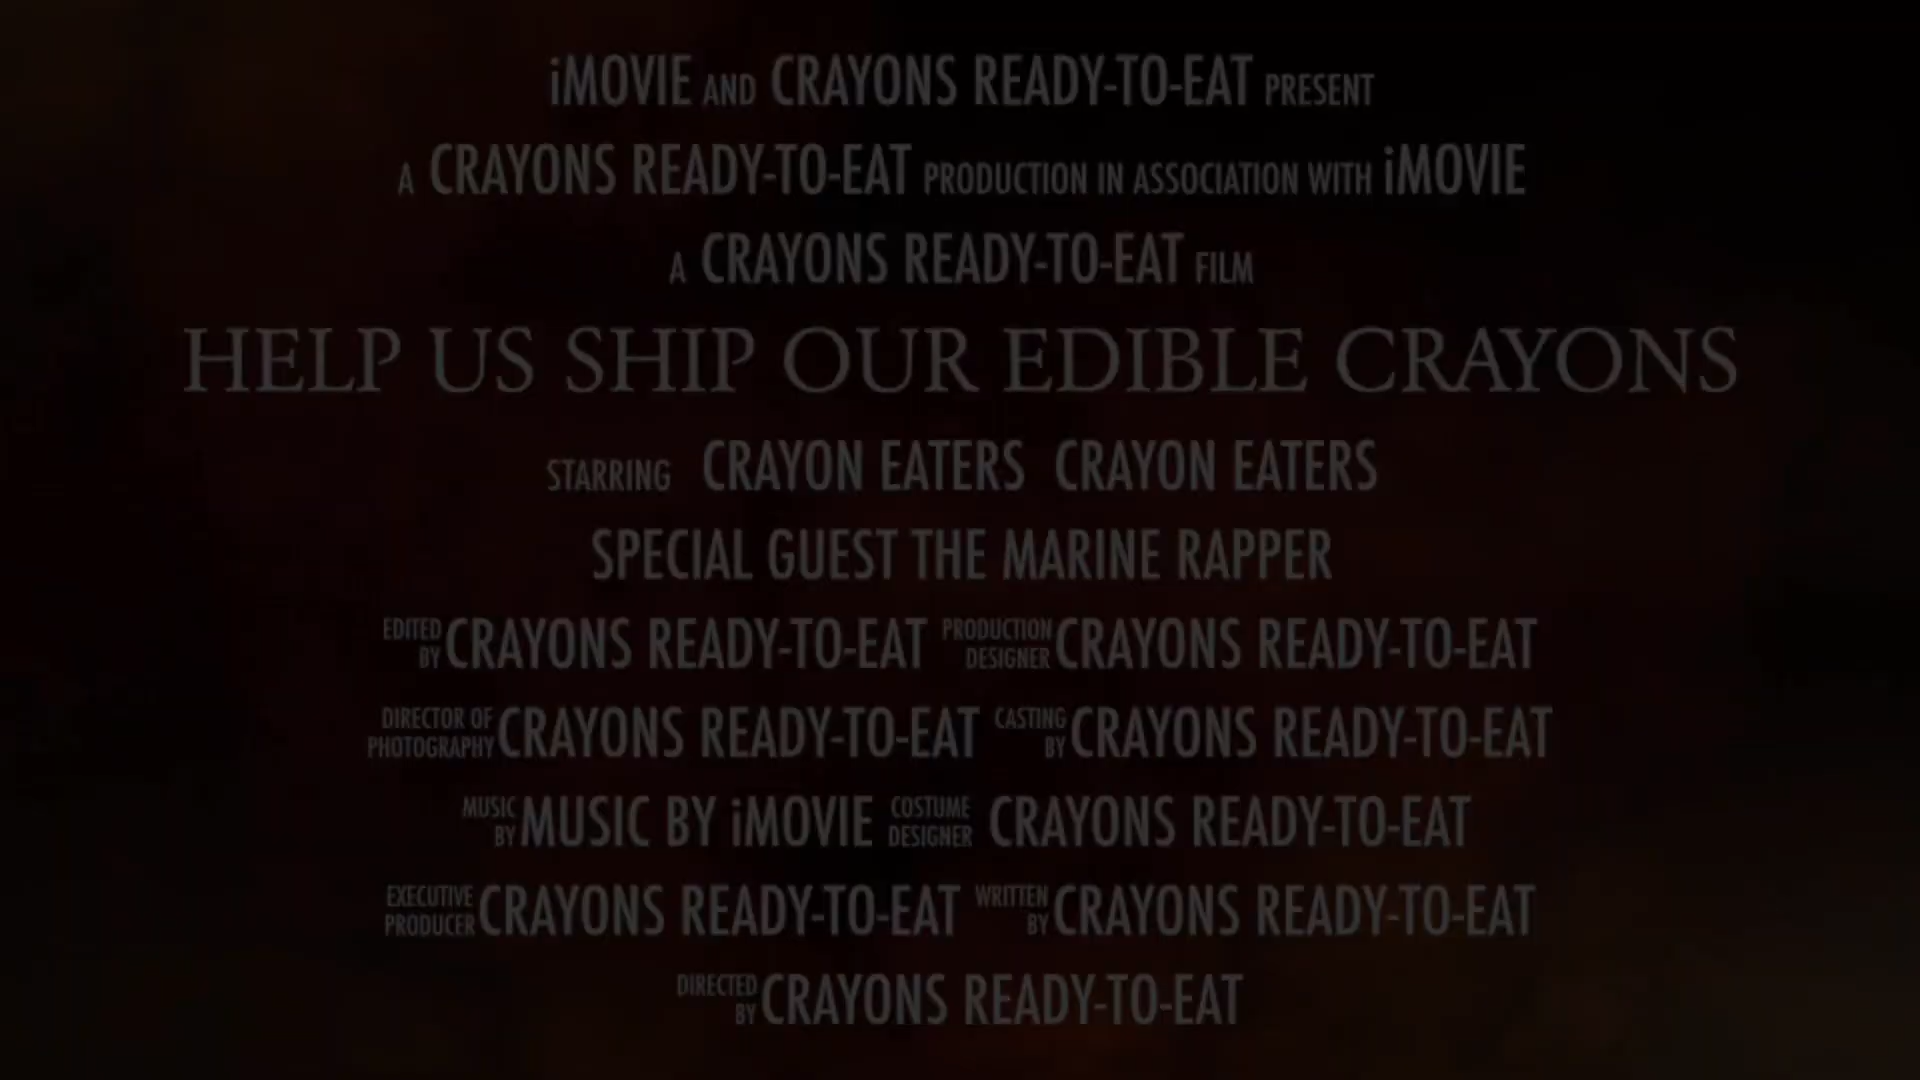 iMOVIE AND CRAYONS READY-TO-EAT PRESENT
A CRAYONS READY-TO-EAT PRODUCTION IN ASSOCIATION WITH iMOVIE
A CRAYONS READY-TO-EAT FILM
HELP US SHIP OUR EDIBLE CRAYONS
STARRING CRAYON EATERS CRAYON EATERS
SPECIAL GUEST THE MARINE RAPPER
EDITED BY CRAYONS READY-TO-EAT PRODUCTION DESIGNER CRAYONS READY-TO-EAT
DIRECTOR OF PHOTOGRAPHY CRAYONS READY-TO-EAT CASTING BY CRAYONS READY-TO-EAT
MUSIC BY MUSIC BY iMOVIE COSTUME DESIGNER CRAYONS READY-TO-EAT
EXECUTIVE PRODUCER CRAYONS READY-TO-EAT WRITTEN BY CRAYONS READY-TO-EAT
DIRECTED BY CRAYONS READY-TO-EAT